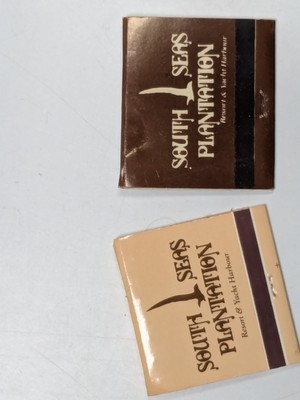 SOUTH SEAS
PLANTATION
Resort & Yacht Harbour
SOUTH SEAS
PLANTATION
Resort & Yacht Harbour